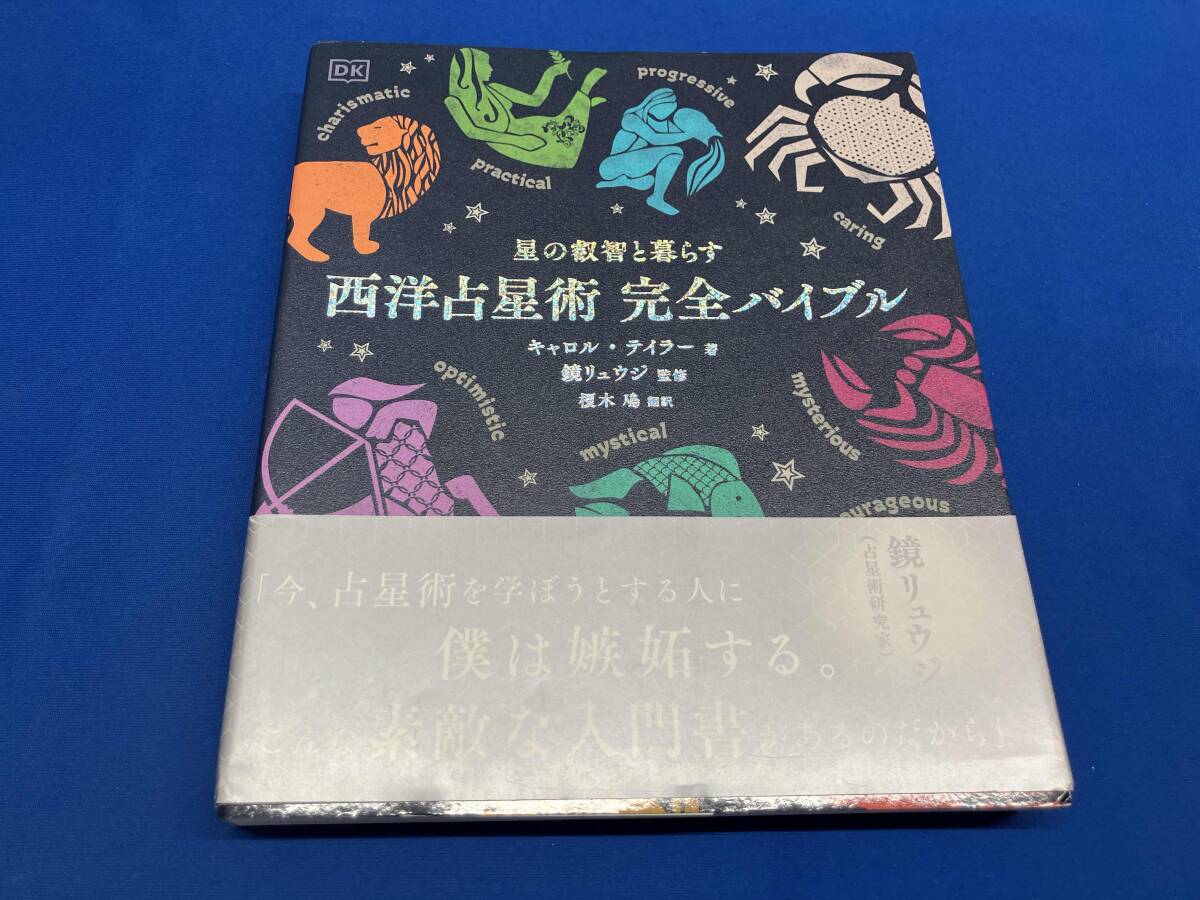 DK
charismatic
practical
progressive
caring
星の叡智と暮らす
西洋占星術 完全バイブル
キャロル・テイラー 著
鏡リュウジ 監修
榎木 鳰 翻訳
optimistic
mystical
mysterious
ourageous
鏡リュウジ
(占星術研究家)
「今、占星術を学ぼうとする人に
僕は嫉妬する。
こんな素敵な入門書があるのだから」